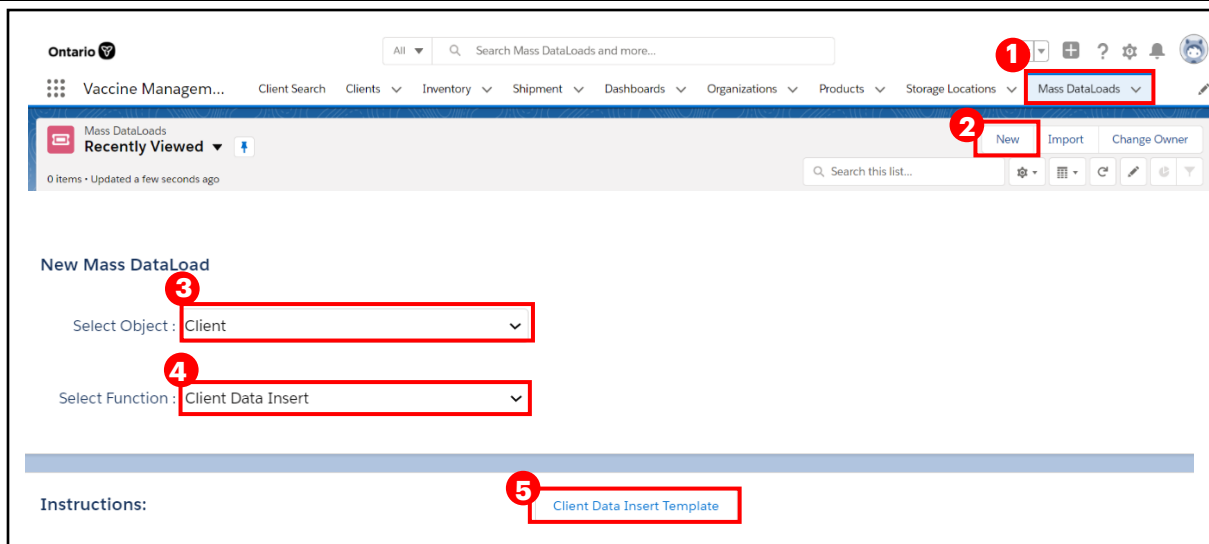 Ontario
All Search Mass DataLoads and more...
1
Vaccine Managem... Client Search Clients Inventory Shipment Dashboards Organizations Products Storage Locations Mass DataLoads
Mass DataLoads
Recently Viewed
2
New Import Change Owner
0 items • Updated a few seconds ago
Search this list...
New Mass DataLoad
3
Select Object : Client
4
Select Function : Client Data Insert
5
Instructions: Client Data Insert Template